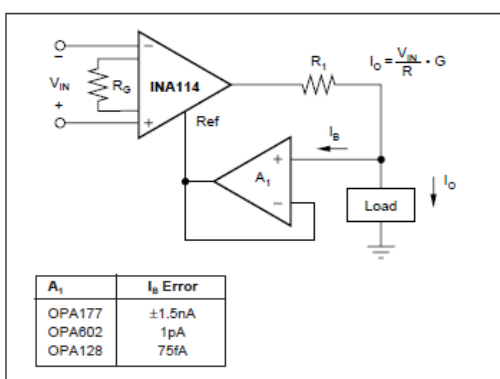 −
V_IN
+
R_G
−
INA114
+
Ref
R_1
I_O = V_IN / R · G
I_B
+
A_1
−
Load
I_O
A_1 I_B Error
OPA177 ±1.5nA
OPA602 1pA
OPA128 75fA